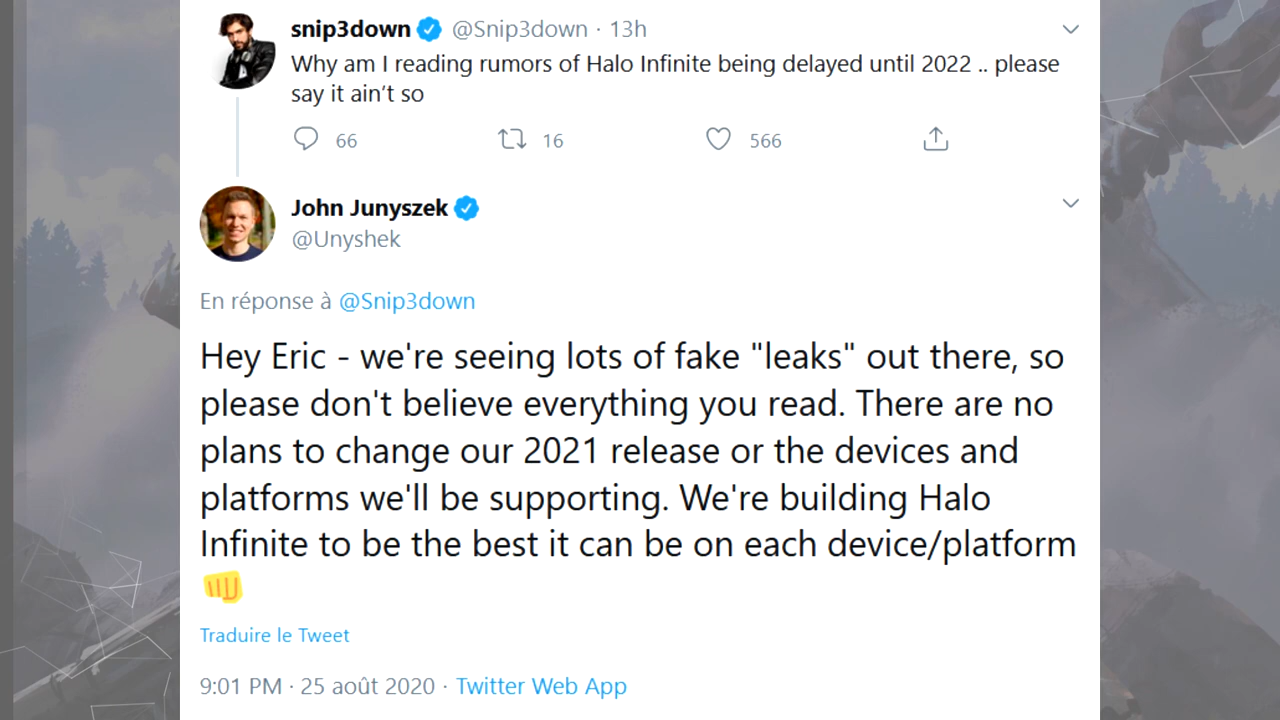 snip3down @Snip3down · 13h
Why am I reading rumors of Halo Infinite being delayed until 2022 .. please
say it ain’t so
66 16 566
John Junyszek
@Unyshek
En réponse à @Snip3down
Hey Eric - we're seeing lots of fake "leaks" out there, so
please don't believe everything you read. There are no
plans to change our 2021 release or the devices and
platforms we'll be supporting. We're building Halo
Infinite to be the best it can be on each device/platform
👊
Traduire le Tweet
9:01 PM · 25 août 2020 · Twitter Web App